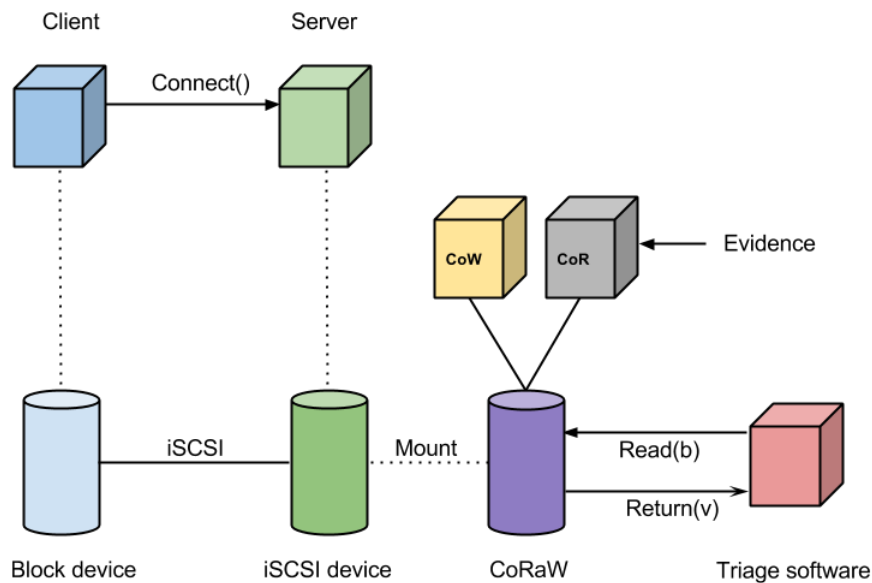 Client
Server
Connect()
CoW
CoR
Evidence
iSCSI
Mount
Read(b)
Return(v)
Block device
iSCSI device
CoRaW
Triage software